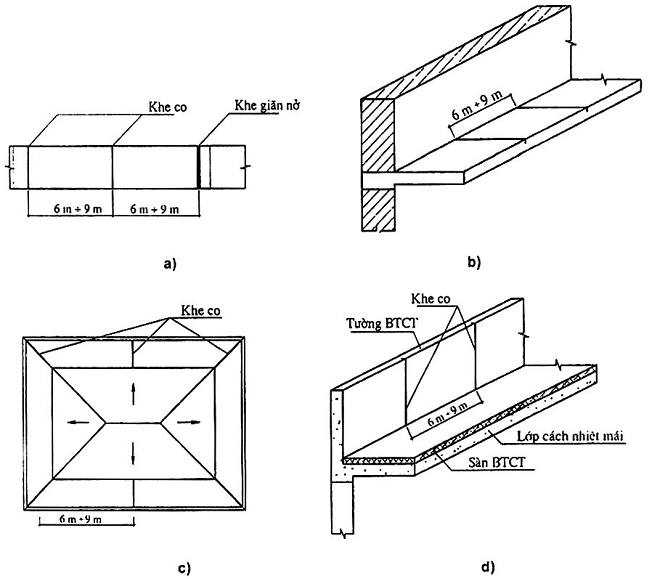 Khe co
Khe giãn nở
6 m ÷ 9 m
6 m ÷ 9 m
a)
6 m ÷ 9 m
b)
Khe co
6 m ÷ 9 m
c)
Khe co
Tường BTCT
6 m ÷ 9 m
Lớp cách nhiệt mái
Sàn BTCT
d)